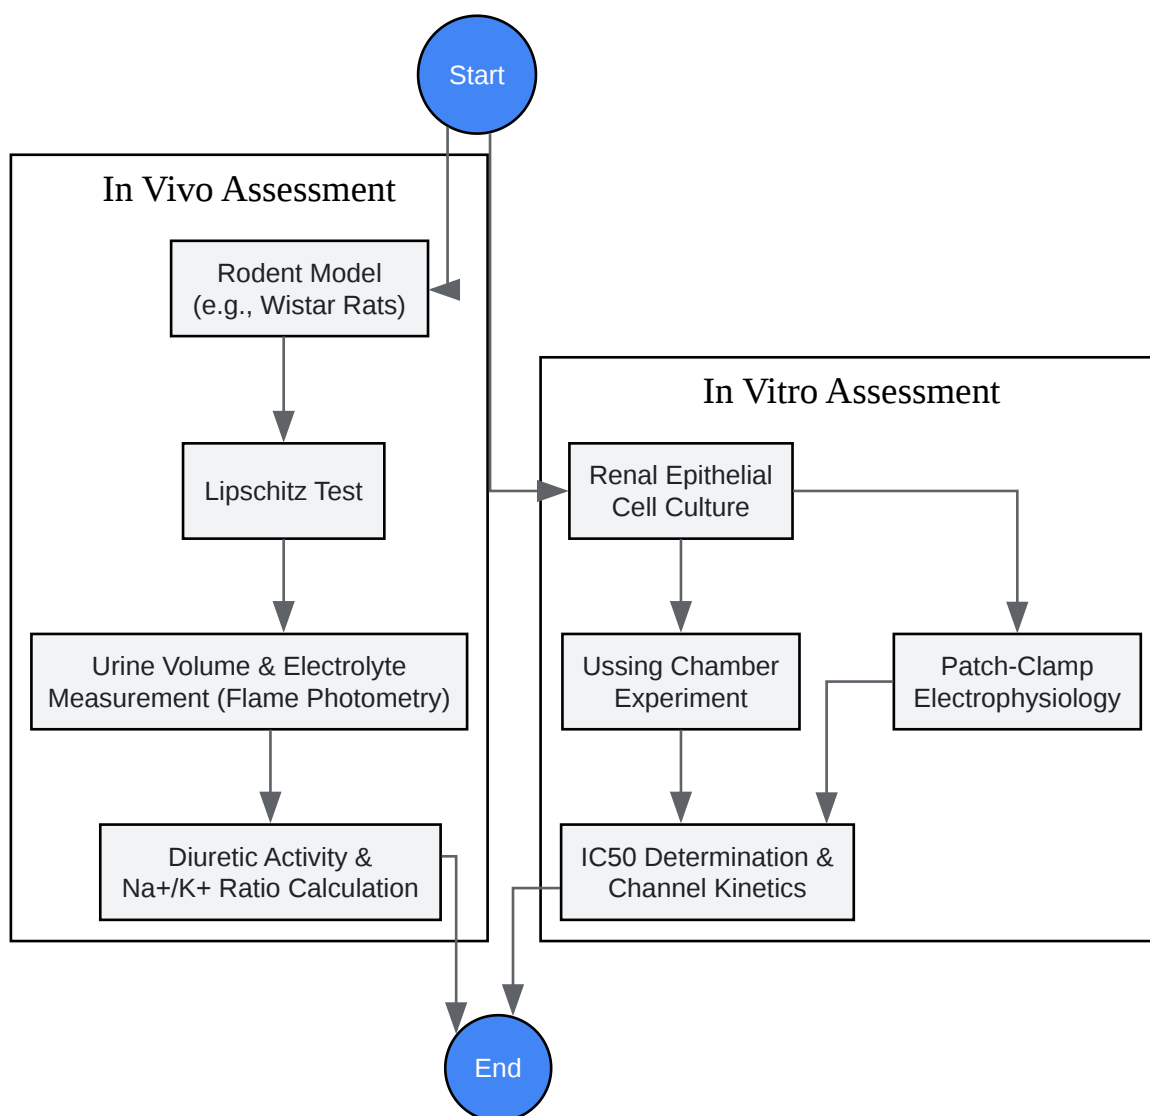 Start
In Vivo Assessment
Rodent Model
(e.g., Wistar Rats)
Lipschitz Test
Urine Volume & Electrolyte
Measurement (Flame Photometry)
Diuretic Activity &
Na+/K+ Ratio Calculation
In Vitro Assessment
Renal Epithelial
Cell Culture
Ussing Chamber
Experiment
Patch-Clamp
Electrophysiology
IC50 Determination &
Channel Kinetics
End